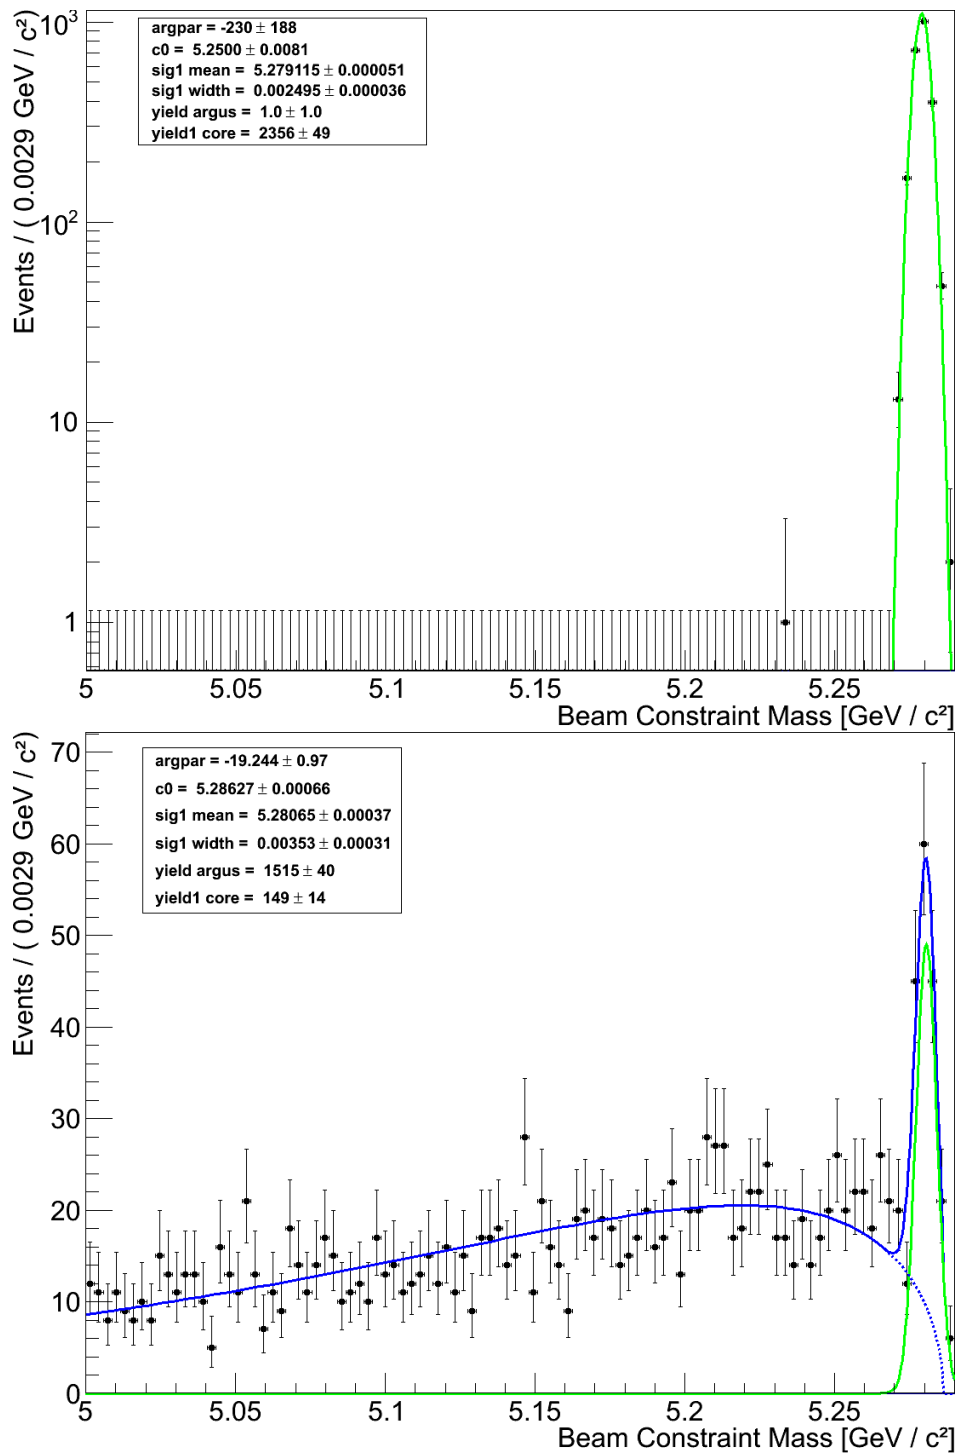 argpar = -230 ± 188
c0 = 5.2500 ± 0.0081
sig1 mean = 5.279115 ± 0.000051
sig1 width = 0.002495 ± 0.000036
yield argus = 1.0 ± 1.0
yield1 core = 2356 ± 49
Events / ( 0.0029 GeV / c²)
10³
10²
10
1
5 5.05 5.1 5.15 5.2 5.25
Beam Constraint Mass [GeV / c²]
argpar = -19.244 ± 0.97
c0 = 5.28627 ± 0.00066
sig1 mean = 5.28065 ± 0.00037
sig1 width = 0.00353 ± 0.00031
yield argus = 1515 ± 40
yield1 core = 149 ± 14
Events / ( 0.0029 GeV / c²)
70
60
50
40
30
20
10
0
5 5.05 5.1 5.15 5.2 5.25
Beam Constraint Mass [GeV / c²]